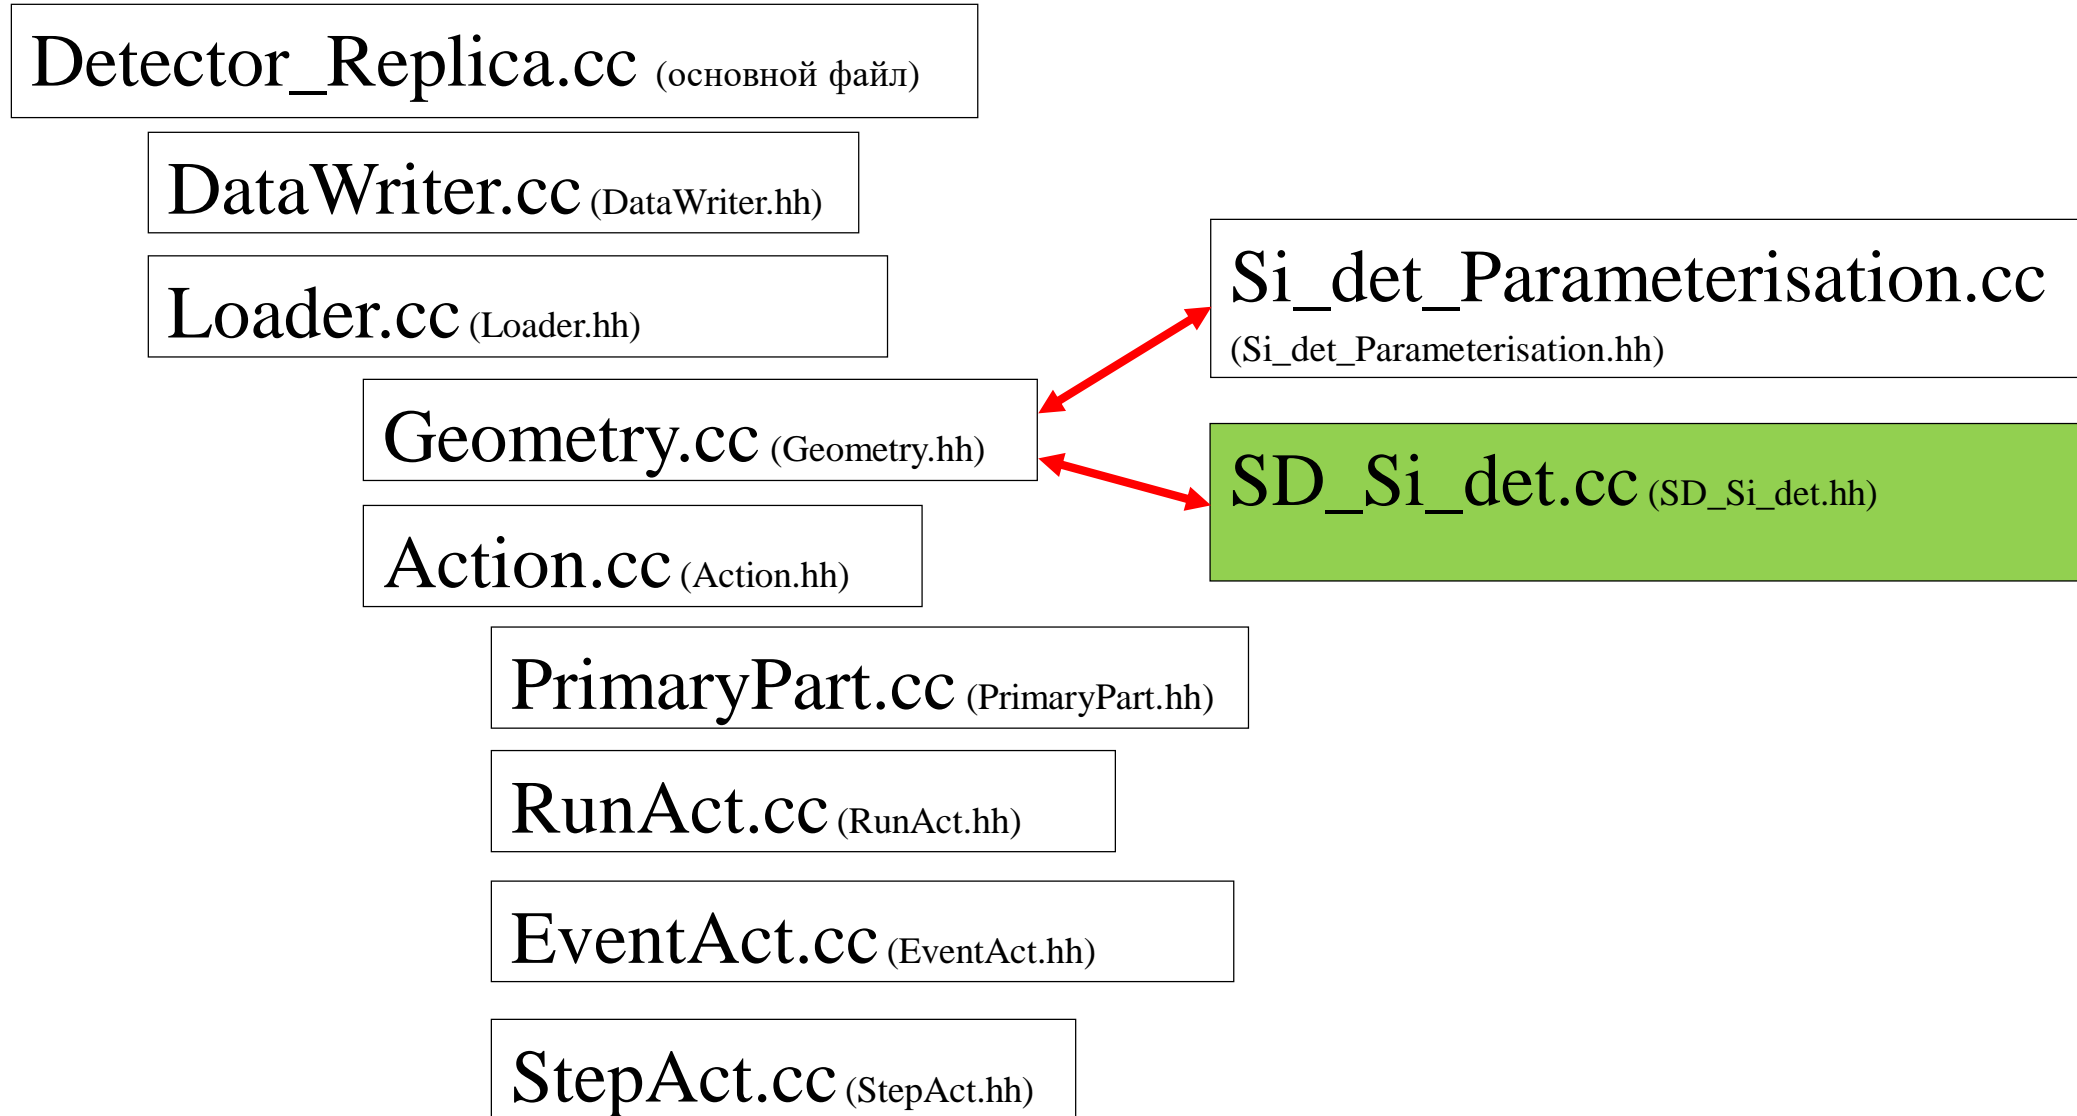 Detector_Replica.cc (основной файл)
DataWriter.cc (DataWriter.hh)
Loader.cc (Loader.hh)
Si_det_Parameterisation.cc
(Si_det_Parameterisation.hh)
Geometry.cc (Geometry.hh)
SD_Si_det.cc (SD_Si_det.hh)
Action.cc (Action.hh)
PrimaryPart.cc (PrimaryPart.hh)
RunAct.cc (RunAct.hh)
EventAct.cc (EventAct.hh)
StepAct.cc (StepAct.hh)